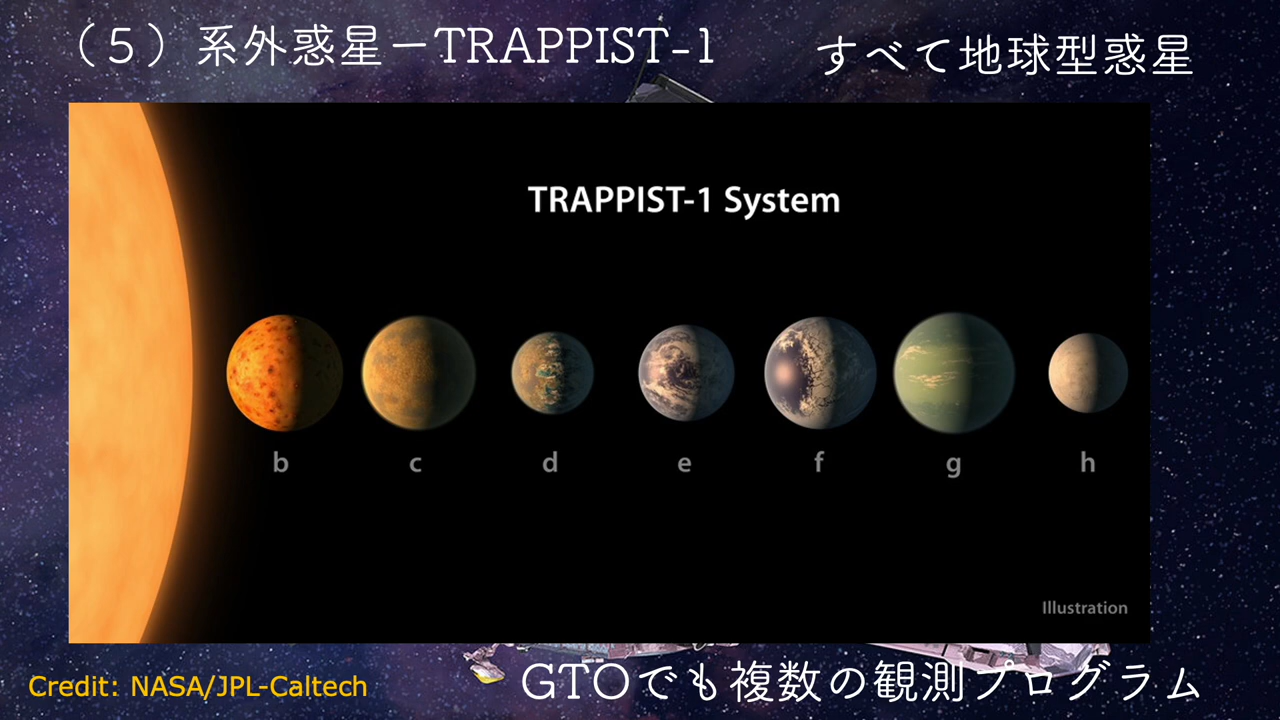 （５）系外惑星ーTRAPPIST-1
すべて地球型惑星
TRAPPIST-1 System
b c d e f g h
Illustration
Credit: NASA/JPL-Caltech
GTOでも複数の観測プログラム